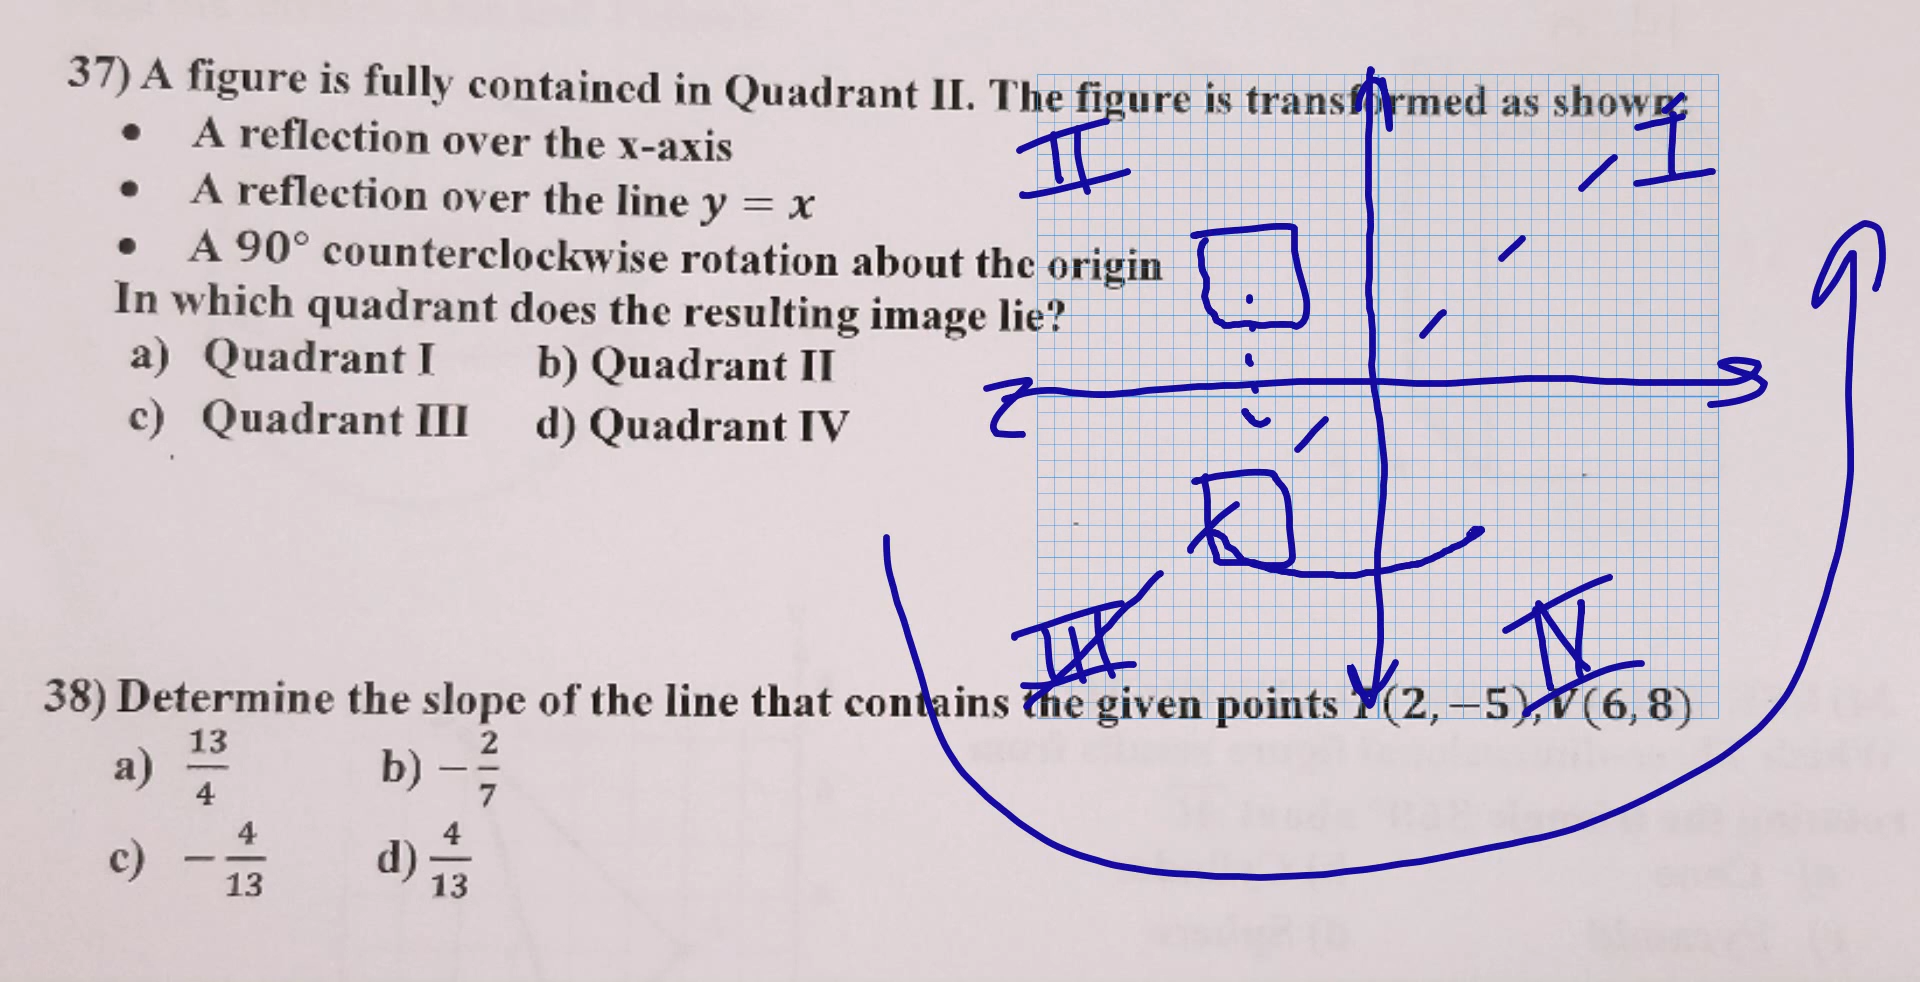 37) A figure is fully contained in Quadrant II. The figure is transformed as shown:
• A reflection over the x-axis
• A reflection over the line y = x
• A 90° counterclockwise rotation about the origin
In which quadrant does the resulting image lie?
a) Quadrant I b) Quadrant II
c) Quadrant III d) Quadrant IV
II I
III IV
38) Determine the slope of the line that contains the given points T(2, −5), V(6, 8)
a) 13/4 b) −2/7
c) −4/13 d) 4/13